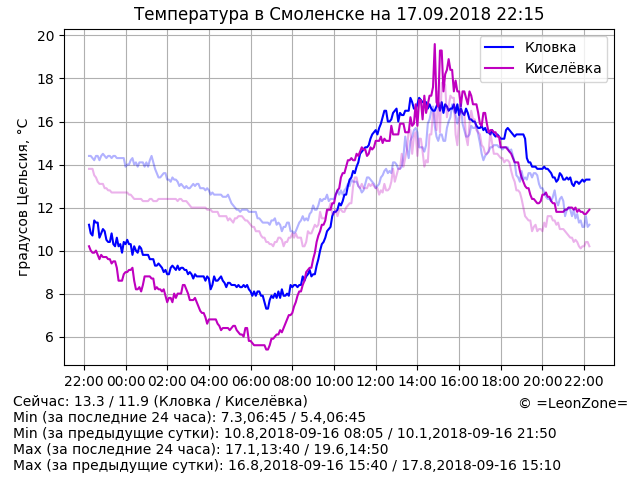 Температура в Смоленске на 17.09.2018 22:15
20
18
16
14
12
10
8
6
градусов Цельсия, °C
Кловка
Киселёвка
22:00 00:00 02:00 04:00 06:00 08:00 10:00 12:00 14:00 16:00 18:00 20:00 22:00
Сейчас: 13.3 / 11.9 (Кловка / Киселёвка)
© =LeonZone=
Min (за последние 24 часа): 7.3,06:45 / 5.4,06:45
Min (за предыдущие сутки): 10.8,2018-09-16 08:05 / 10.1,2018-09-16 21:50
Max (за последние 24 часа): 17.1,13:40 / 19.6,14:50
Max (за предыдущие сутки): 16.8,2018-09-16 15:40 / 17.8,2018-09-16 15:10